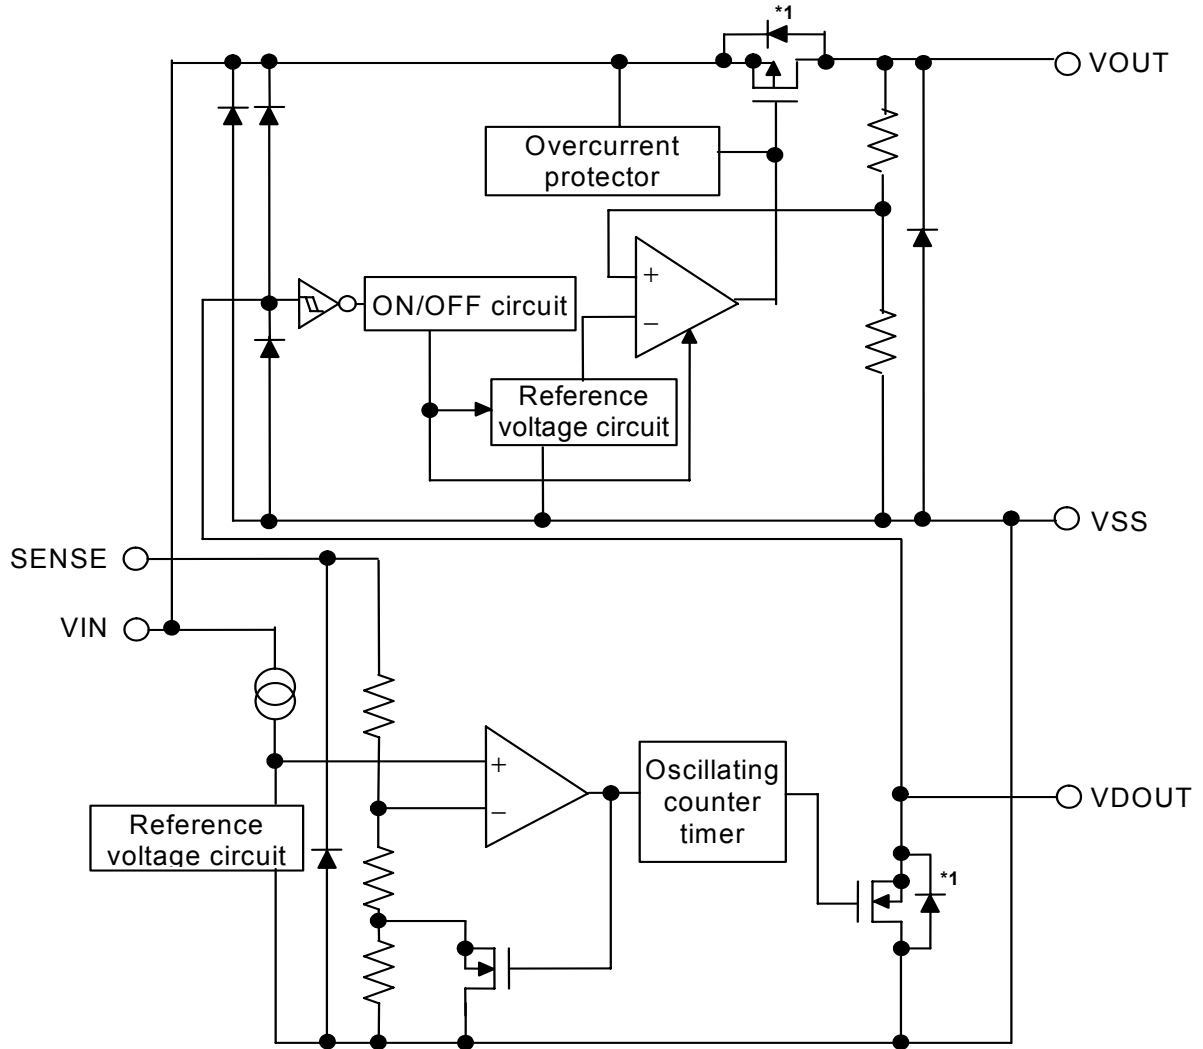 *1
VOUT
Overcurrent
protector
+
−
ON/OFF circuit
Reference
voltage circuit
VSS
SENSE
VIN
+
−
Oscillating
counter
timer
VDOUT
Reference
voltage circuit
*1